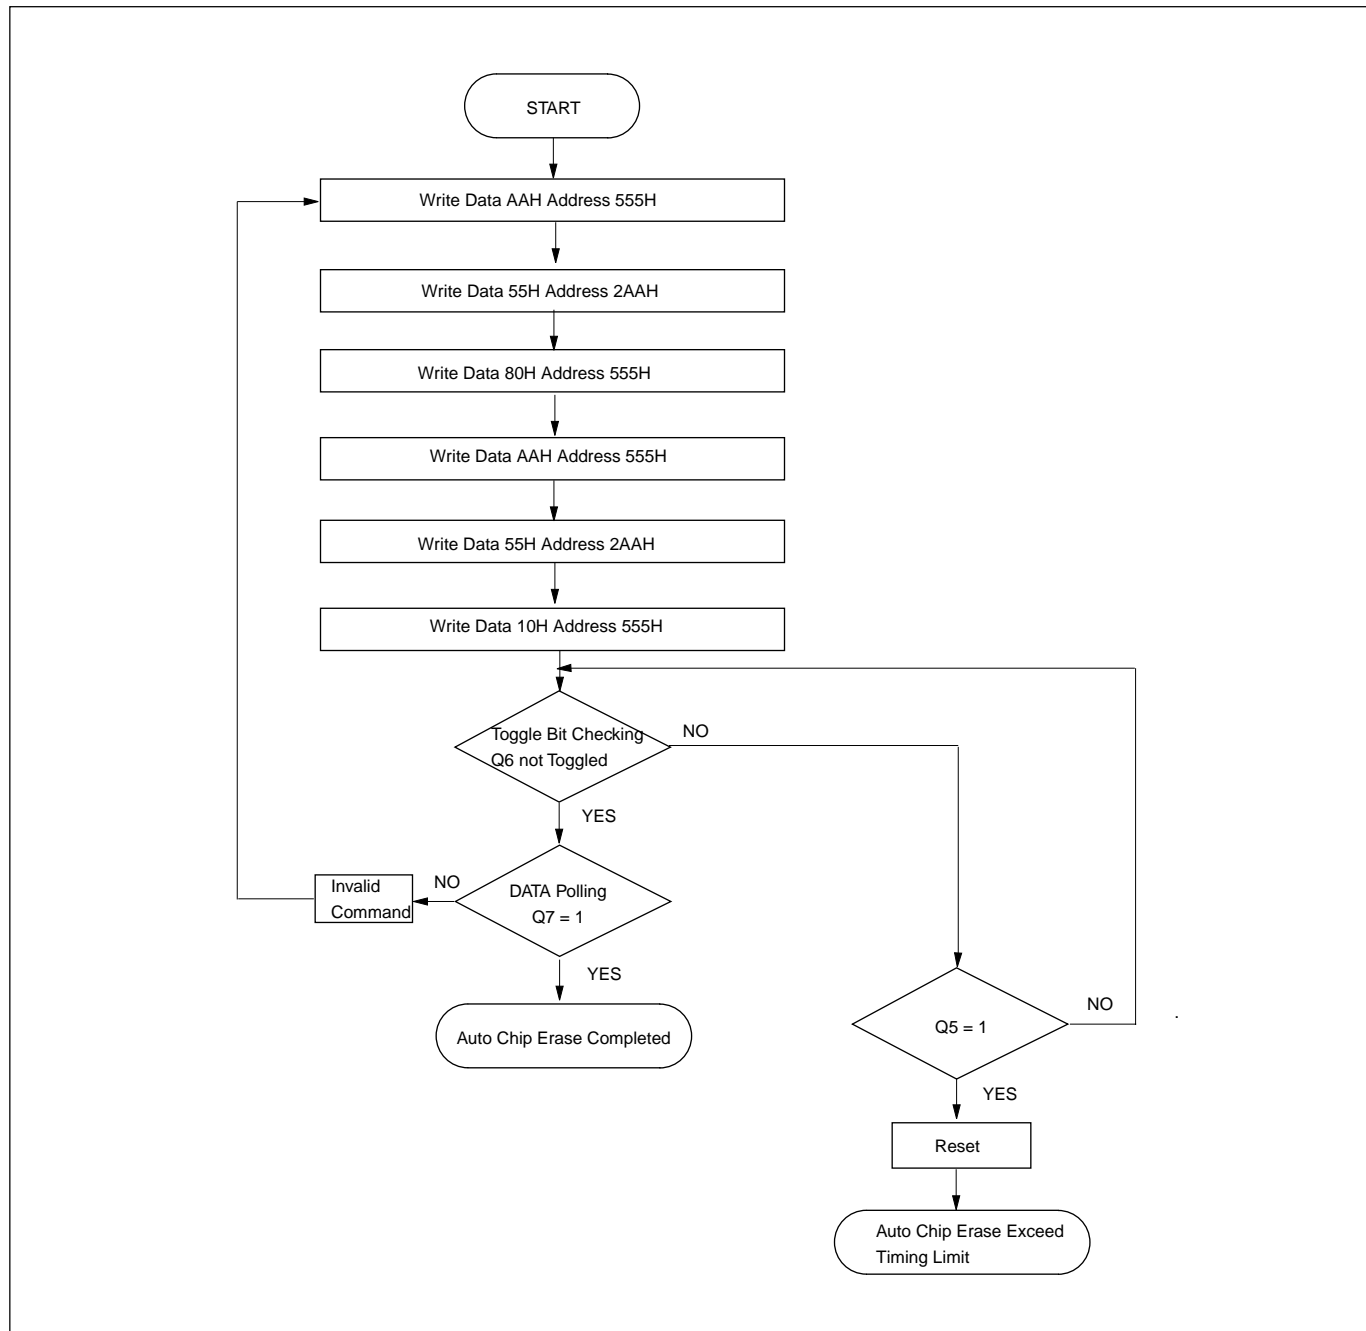 START
Write Data AAH Address 555H
Write Data 55H Address 2AAH
Write Data 80H Address 555H
Write Data AAH Address 555H
Write Data 55H Address 2AAH
Write Data 10H Address 555H
Toggle Bit Checking
Q6 not Toggled
NO
YES
Invalid
Command
NO
DATA Polling
Q7 = 1
YES
Auto Chip Erase Completed
Q5 = 1
NO
.
YES
Reset
Auto Chip Erase Exceed
Timing Limit